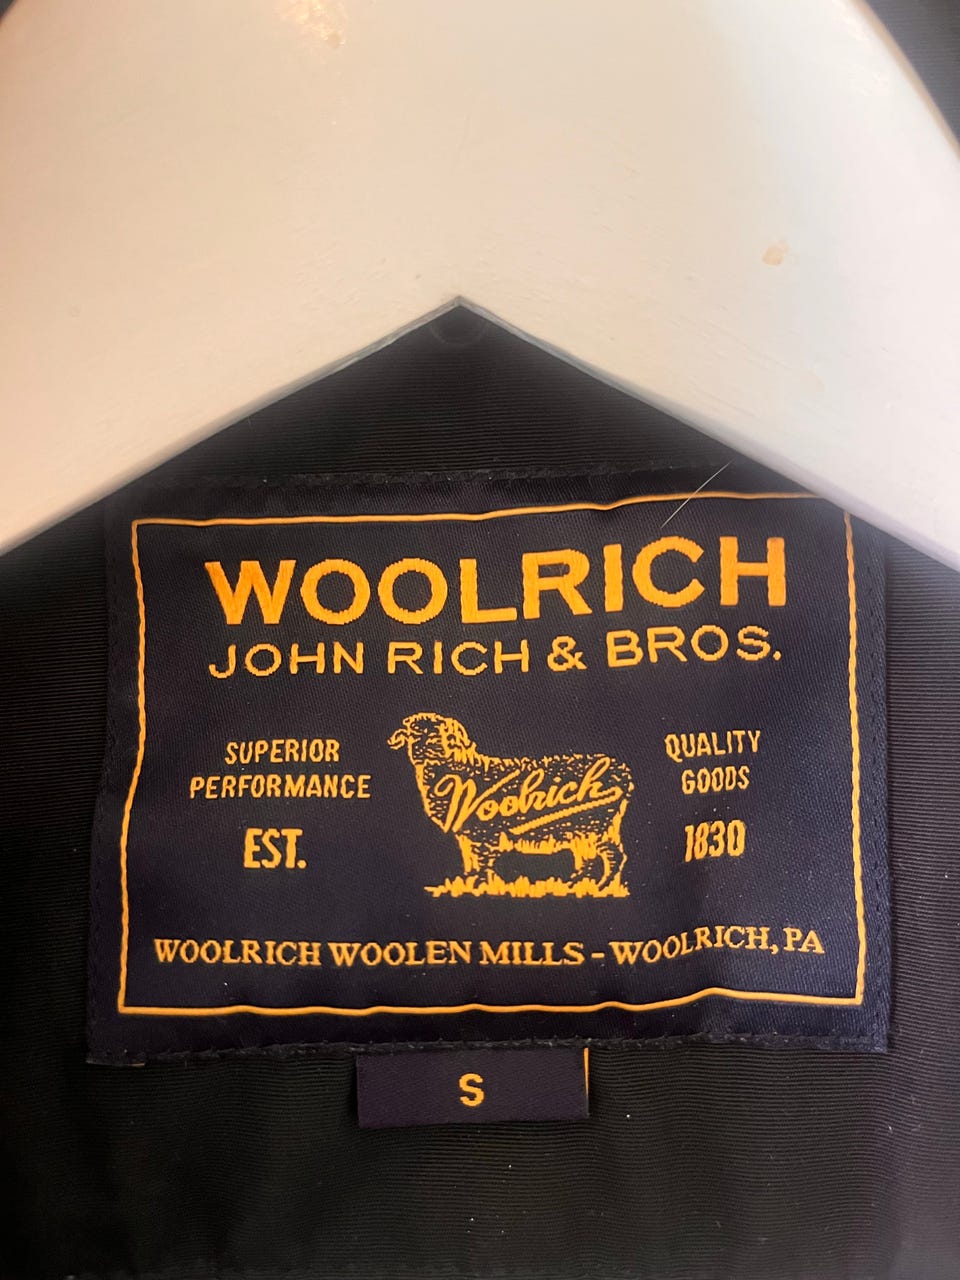 WOOLRICH
JOHN RICH & BROS.
SUPERIOR
PERFORMANCE
EST.
Woolrich
QUALITY
GOODS
1830
WOOLRICH WOOLEN MILLS - WOOLRICH, PA
S